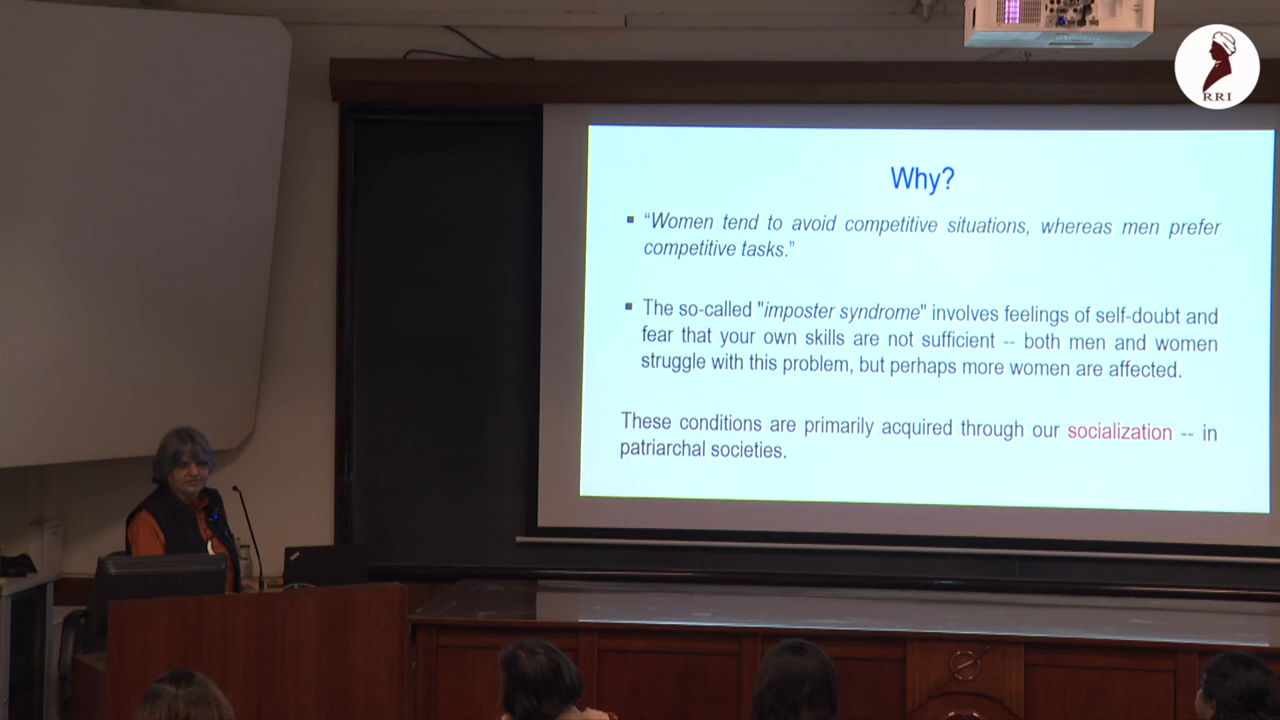 RRI
Why?
▪ “Women tend to avoid competitive situations, whereas men prefer
competitive tasks.”
▪ The so-called "imposter syndrome" involves feelings of self-doubt and
fear that your own skills are not sufficient -- both men and women
struggle with this problem, but perhaps more women are affected.
These conditions are primarily acquired through our socialization -- in
patriarchal societies.